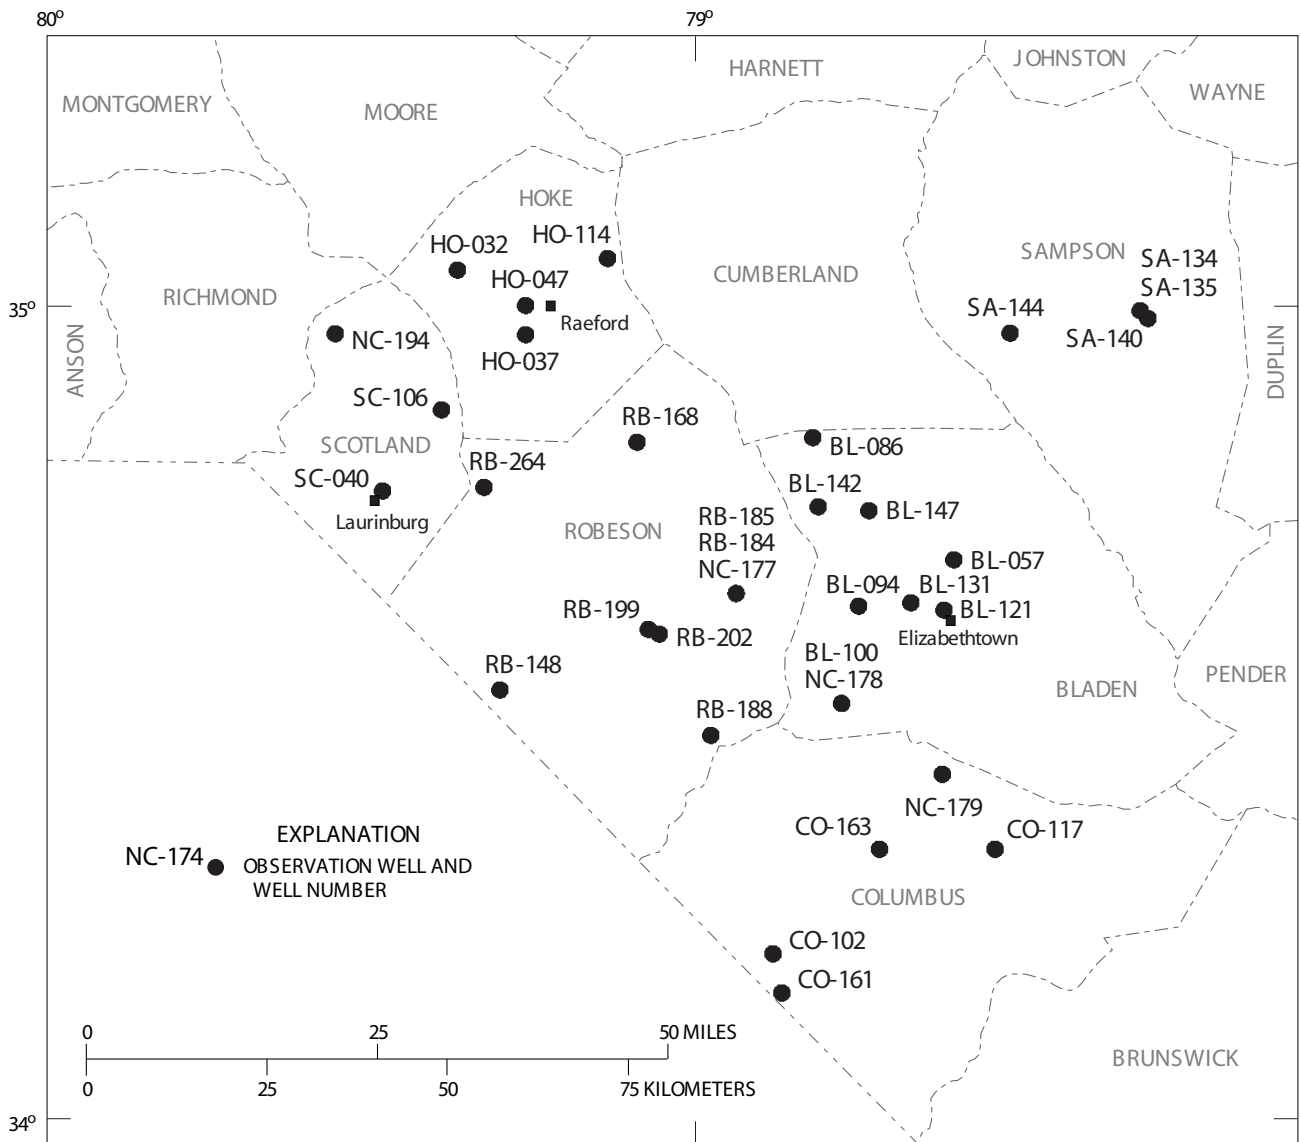 80º
79º
MONTGOMERY
MOORE
HARNETT
JOHNSTON
WAYNE
HOKE
HO-114
HO-032
HO-047
Raeford
HO-037
RICHMOND
NC-194
ANSON
35º
CUMBERLAND
SAMPSON
SA-134
SA-135
SA-144
SA-140
DUPLIN
SC-106
SCOTLAND
SC-040
Laurinburg
RB-168
RB-264
ROBESON
RB-185
RB-184
NC-177
RB-199
RB-202
RB-148
RB-188
BL-086
BL-142
BL-147
BL-057
BL-094
BL-131
BL-121
Elizabethtown
BL-100
NC-178
BLADEN
PENDER
NC-179
CO-163
CO-117
COLUMBUS
CO-102
CO-161
BRUNSWICK
EXPLANATION
NC-174
OBSERVATION WELL AND
WELL NUMBER
0 25 50 MILES
0 25 50 75 KILOMETERS
34º